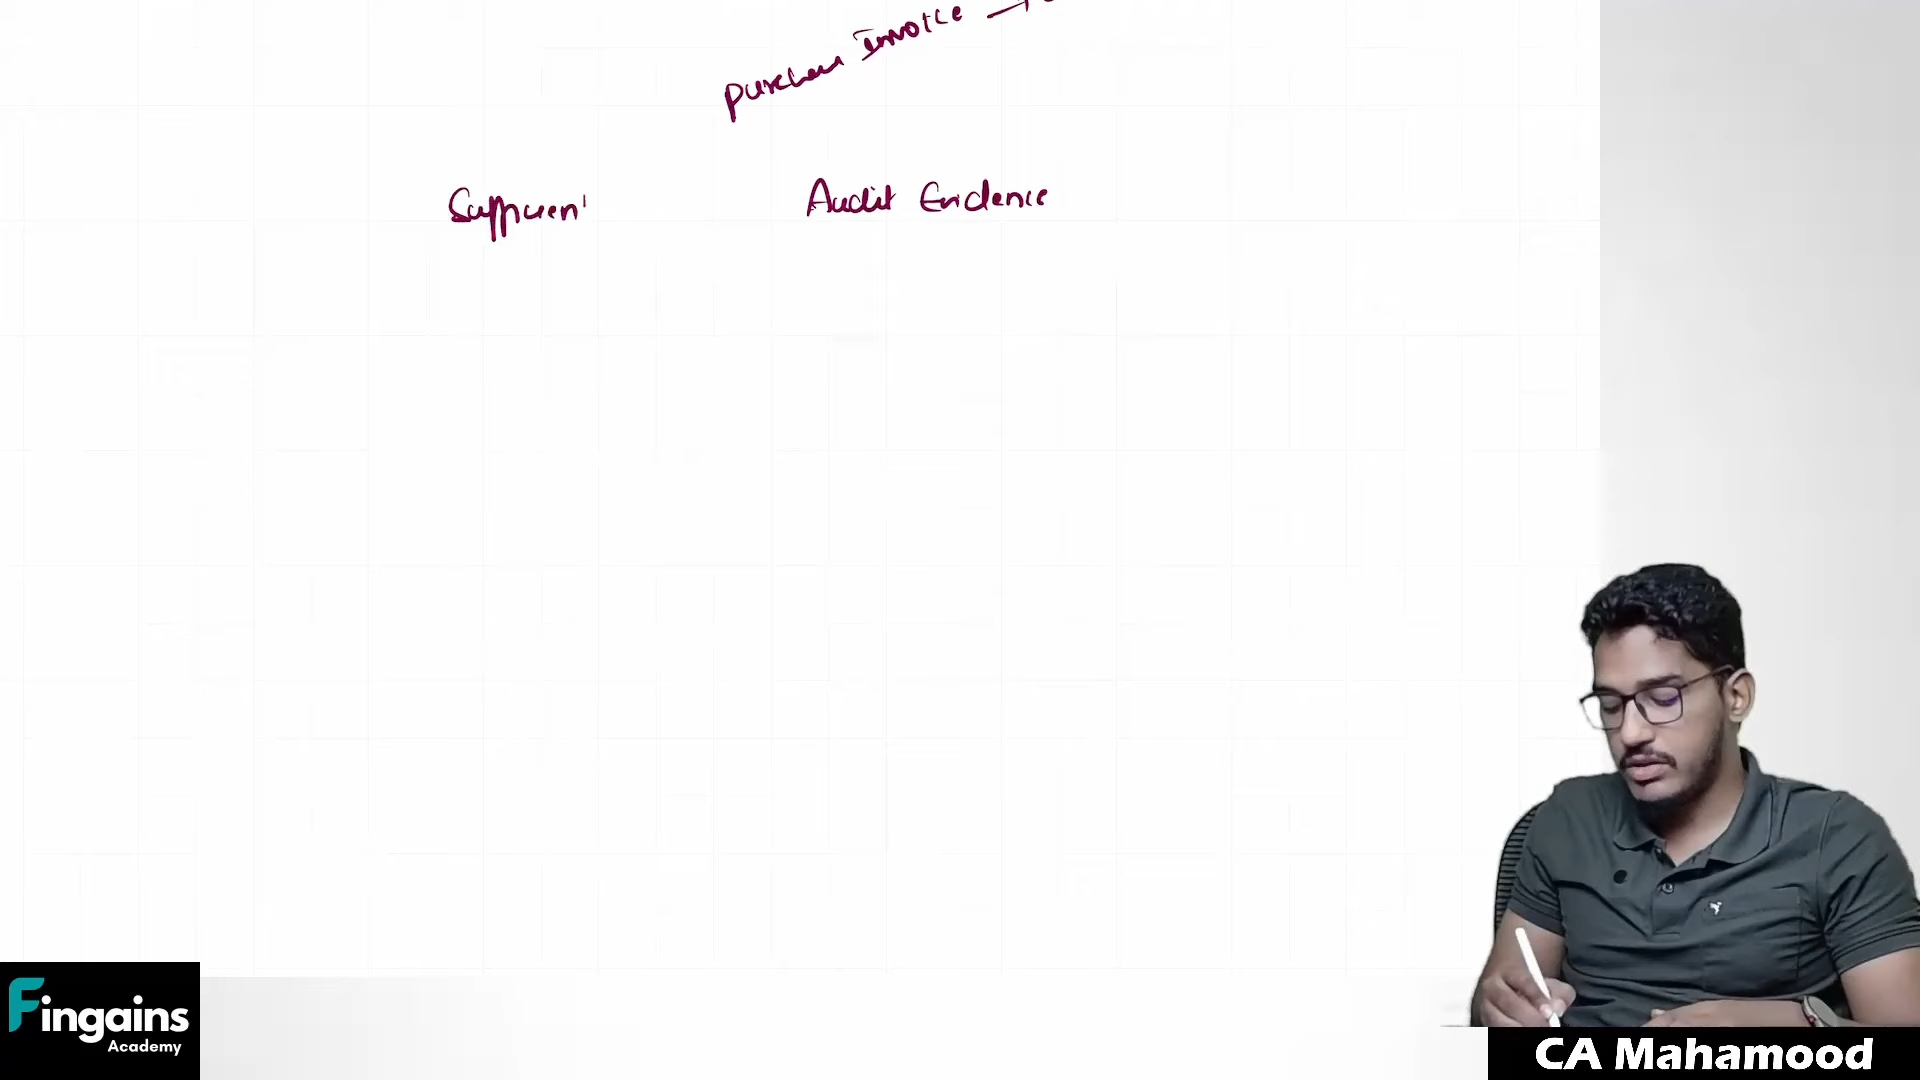 Purchase Invoice →
Sufficient Audit Evidence
Fingains
Academy
CA Mahamood